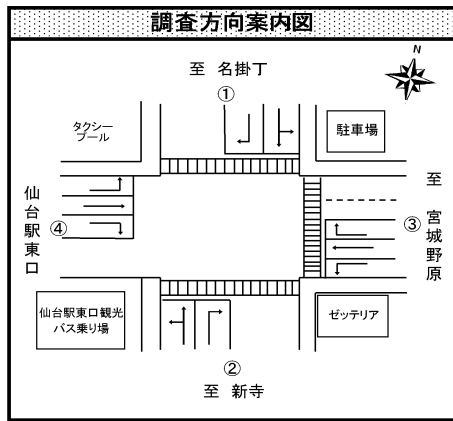 調査方向案内図
N
至 名掛丁
①
タクシー
プール
駐車場
仙台駅東口
④
至 宮城野原
③
仙台駅東口観光
バス乗り場
ゼッテリア
②
至 新寺